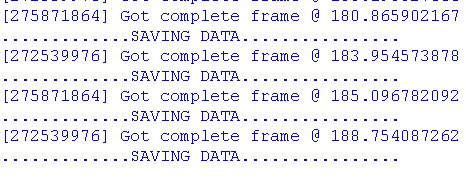 [275871864] Got complete frame @ 180.865902167
.............SAVING DATA................
[272539976] Got complete frame @ 183.954573878
.............SAVING DATA................
[275871864] Got complete frame @ 185.096782092
.............SAVING DATA................
[272539976] Got complete frame @ 188.754087262
.............SAVING DATA................